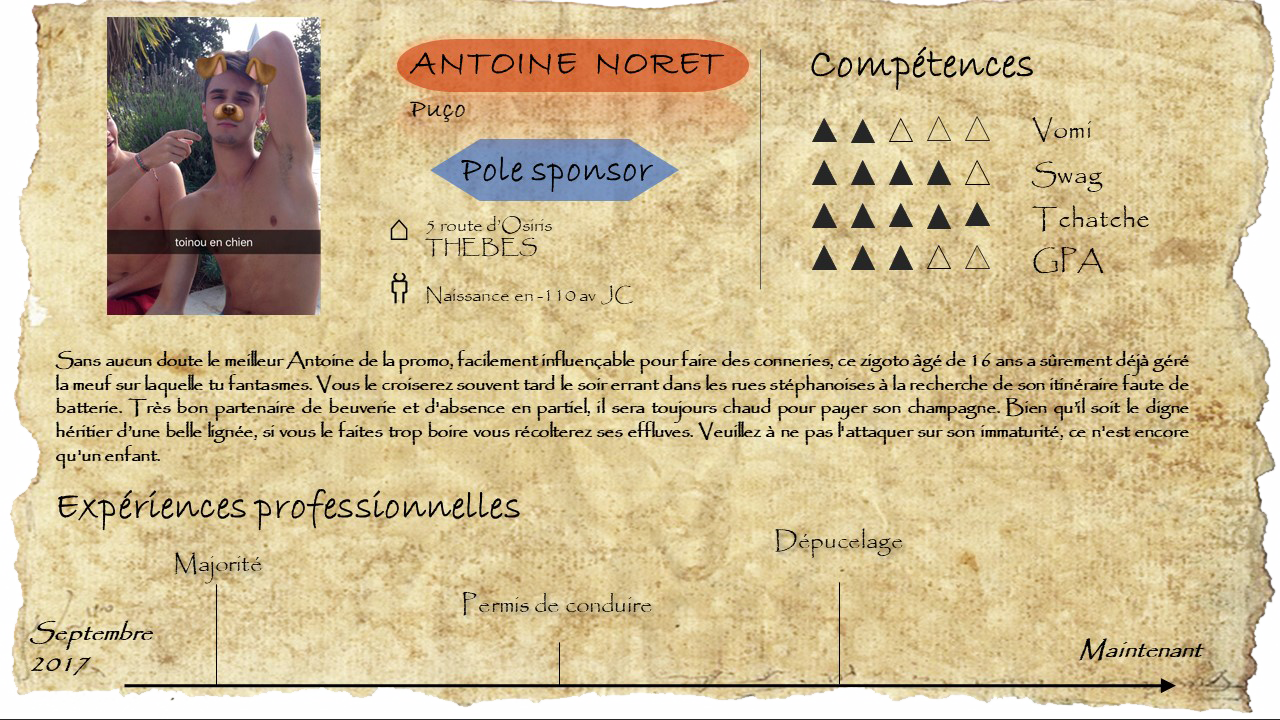 toinou en chien
ANTOINE NORET
Puço
Pole sponsor
5 route d'Osiris
THEBES
Naissance en -110 av JC
Compétences
Vomi
Swag
Tchatche
GPA
Sans aucun doute le meilleur Antoine de la promo, facilement influençable pour faire des conneries, ce zigoto âgé de 16 ans a sûrement déjà géré
la meuf sur laquelle tu fantasmes. Vous le croiserez souvent tard le soir errant dans les rues stéphanoises à la recherche de son itinéraire faute de
batterie. Très bon partenaire de beuverie et d'absence en partiel, il sera toujours chaud pour payer son champagne. Bien qu'il soit le digne
héritier d'une belle lignée, si vous le faites trop boire vous récolterez ses effluves. Veuillez à ne pas l'attaquer sur son immaturité, ce n'est encore
qu'un enfant.
Expériences professionnelles
Majorité
Permis de conduire
Dépucelage
Septembre
2017
Maintenant